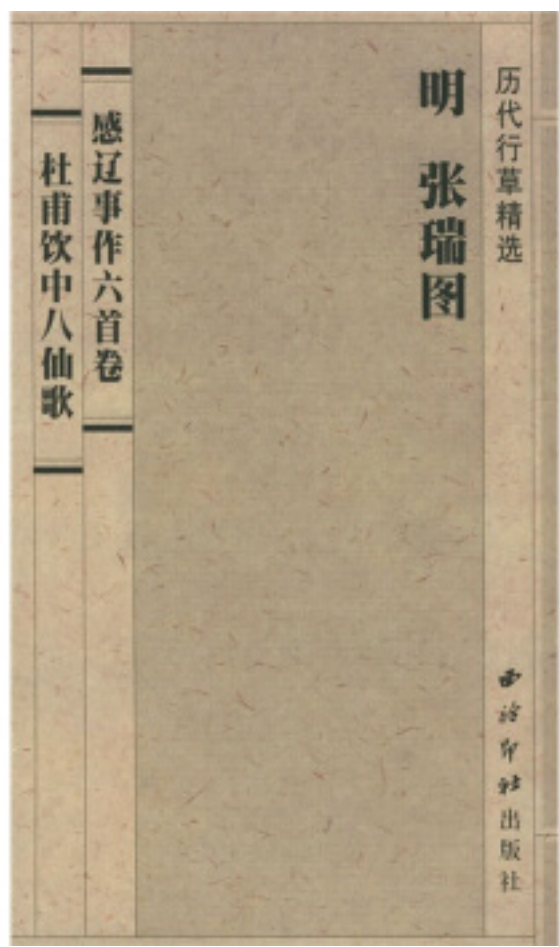 历代行草精选
西泠印社出版社
明 张瑞图
感辽事作六首卷
杜甫饮中八仙歌